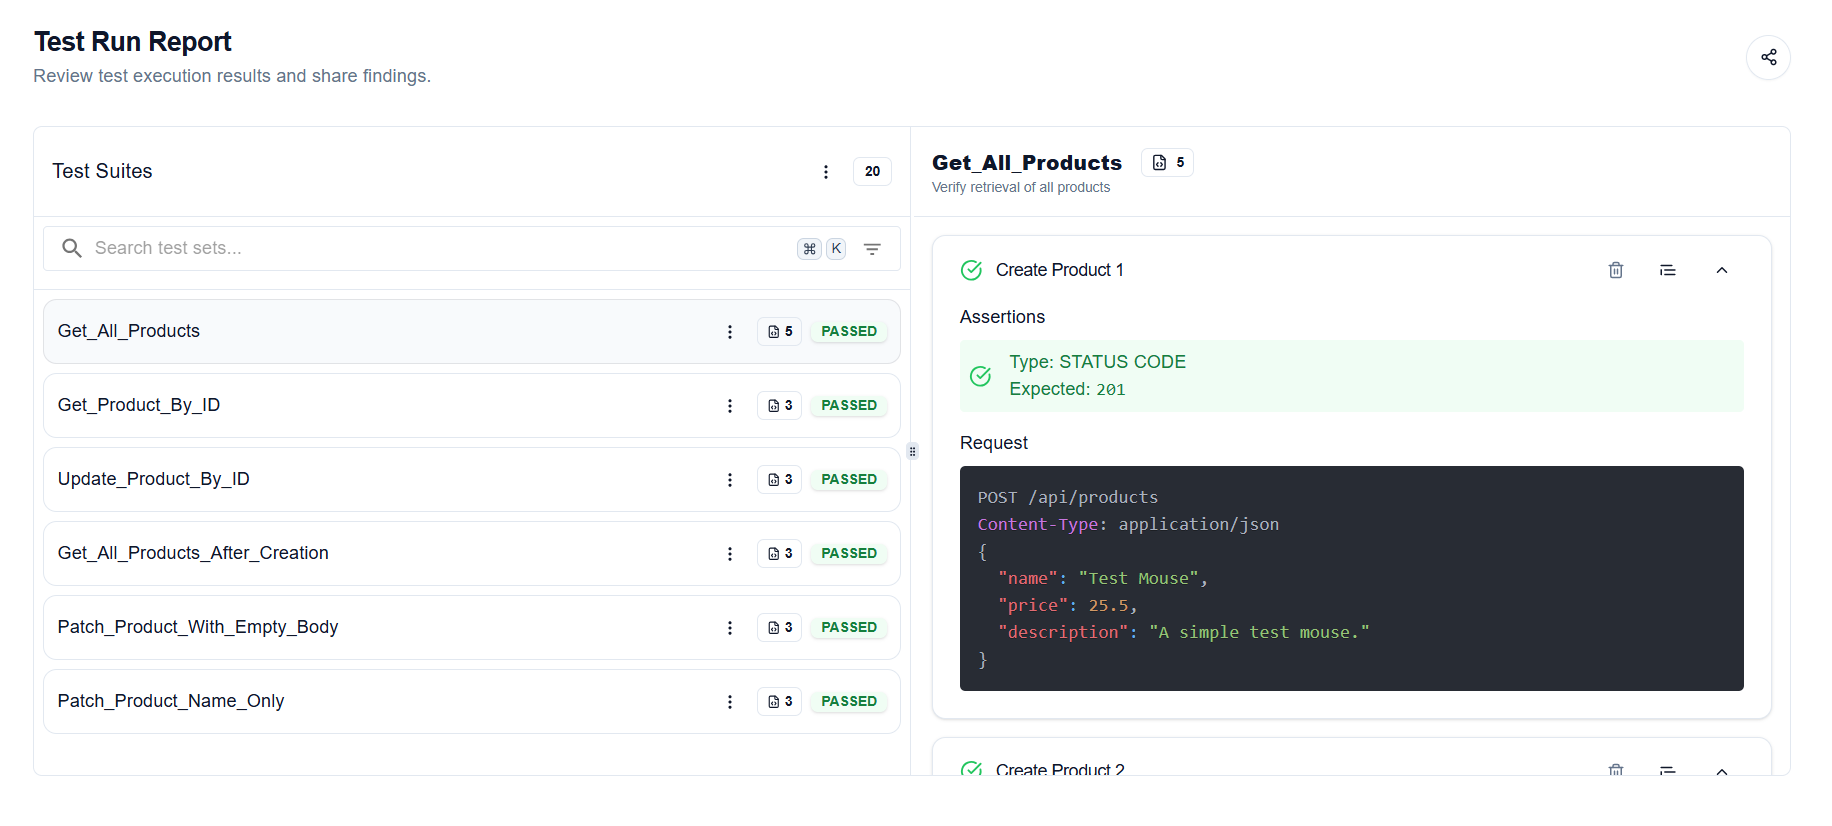 Test Run Report
Review test execution results and share findings.
Test Suites
20
Search test sets...
⌘ K
Get_All_Products
5 PASSED
Get_Product_By_ID
3 PASSED
Update_Product_By_ID
3 PASSED
Get_All_Products_After_Creation
3 PASSED
Patch_Product_With_Empty_Body
3 PASSED
Patch_Product_Name_Only
3 PASSED
Get_All_Products 5
Verify retrieval of all products
Create Product 1
Assertions
Type: STATUS CODE
Expected: 201
Request
POST /api/products
Content-Type: application/json
{
  "name": "Test Mouse",
  "price": 25.5,
  "description": "A simple test mouse."
}
Create Product 2